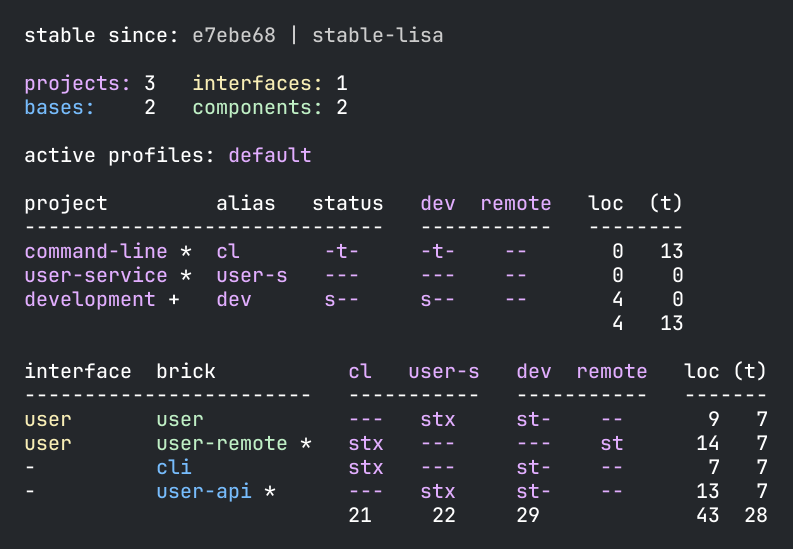 stable since: e7ebe68 | stable-lisa
projects: 3   interfaces: 1
bases:    2   components: 2
active profiles: default
project         alias   status   dev  remote   loc  (t)
------------------------------   -----------   --------
command-line *  cl       -t-     -t-    --       0   13
user-service *  user-s   ---     ---    --       0    0
development +   dev      s--     s--    --       4    0
                                                 4   13
interface  brick           cl   user-s   dev  remote   loc (t)
------------------------   -----------   -----------   -------
user       user            ---   stx     st-    --       9   7
user       user-remote *   stx   ---     ---    st      14   7
-          cli             stx   ---     st-    --       7   7
-          user-api *      ---   stx     st-    --      13   7
                           21     22     29             43  28